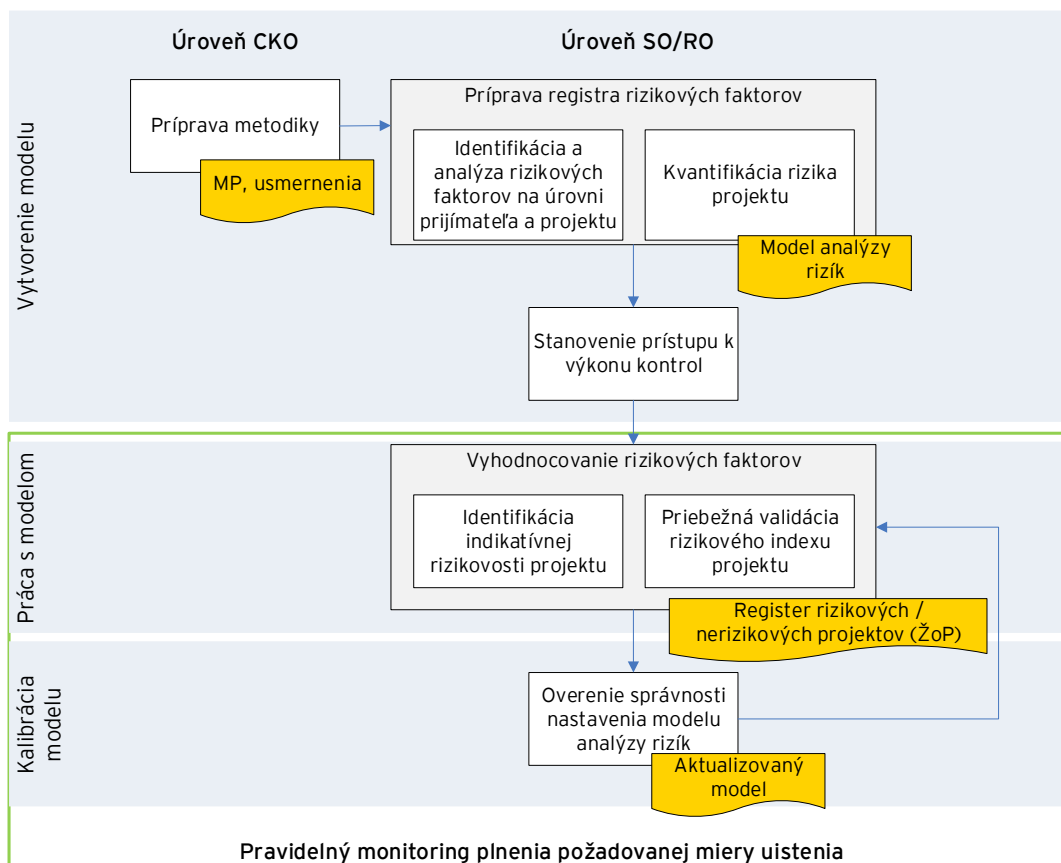 Úroveň CKO
Úroveň SO/RO
Vytvorenie modelu
Príprava metodiky
MP, usmernenia
Príprava registra rizikových faktorov
Identifikácia a
analýza rizikových
faktorov na úrovni
prijímateľa a projektu
Kvantifikácia rizika
projektu
Model analýzy
rizík
Stanovenie prístupu k
výkonu kontrol
Práca s modelom
Vyhodnocovanie rizikových faktorov
Identifikácia
indikatívnej
rizikovosti projektu
Priebežná validácia
rizikového indexu
projektu
Register rizikových /
nerizikových projektov (ŽoP)
Kalibrácia
modelu
Overenie správnosti
nastavenia modelu
analýzy rizík
Aktualizovaný
model
Pravidelný monitoring plnenia požadovanej miery uistenia